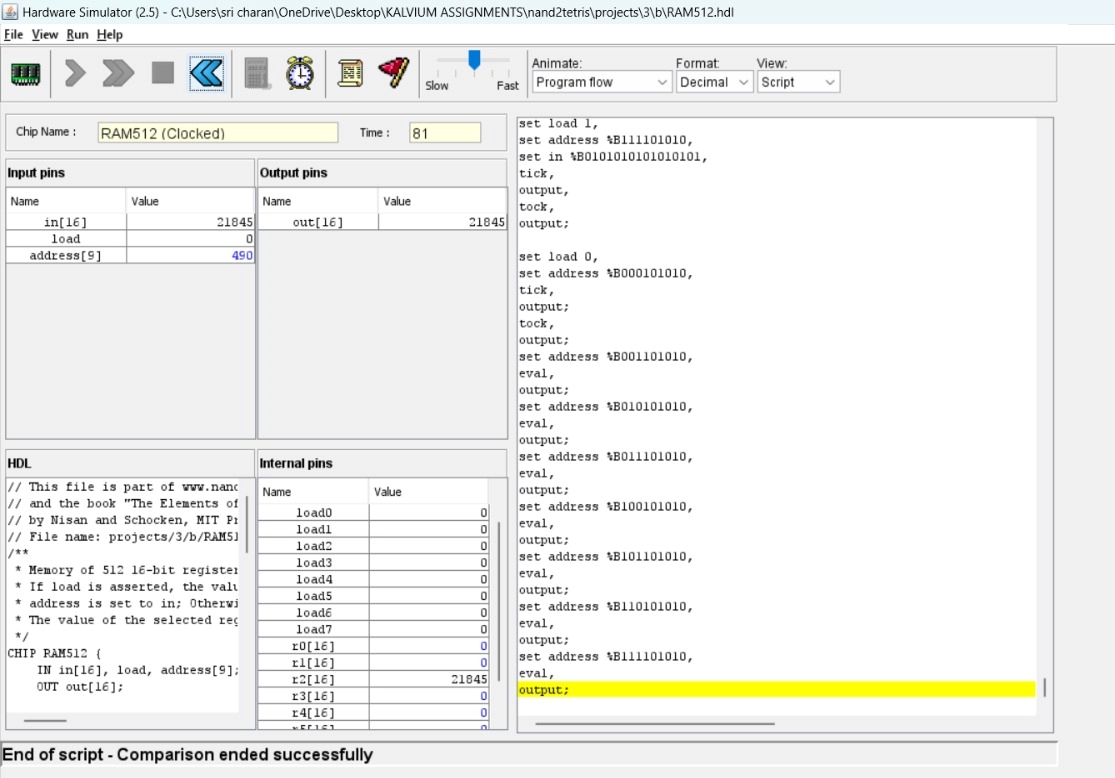 Hardware Simulator (2.5) - C:\Users\sri charan\OneDrive\Desktop\KALVIUM ASSIGNMENTS\nand2tetris\projects\3\b\RAM512.hdl
File View Run Help
Slow Fast
Animate: Format: View:
Program flow Decimal Script
Chip Name : RAM512 (Clocked) Time : 81
Input pins
Name Value
in[16] 21845
load 0
address[9] 490
Output pins
Name Value
out[16] 21845
HDL
// This file is part of www.nand
// and the book "The Elements of
// by Nisan and Schocken, MIT Pr
// File name: projects/3/b/RAM51
/**
* Memory of 512 16-bit register
* If load is asserted, the valu
* address is set to in; Otherwi
* The value of the selected reg
*/
CHIP RAM512 {
IN in[16], load, address[9];
OUT out[16];
Internal pins
Name Value
load0 0
load1 0
load2 0
load3 0
load4 0
load5 0
load6 0
load7 0
r0[16] 0
r1[16] 0
r2[16] 21845
r3[16] 0
r4[16] 0
r5[16] 0
set load 1,
set address %B111101010,
set in %B0101010101010101,
tick,
output,
tock,
output;
set load 0,
set address %B000101010,
tick,
output;
tock,
output;
set address %B001101010,
eval,
output;
set address %B010101010,
eval,
output;
set address %B011101010,
eval,
output;
set address %B100101010,
eval,
output;
set address %B101101010,
eval,
output;
set address %B110101010,
eval,
output;
set address %B111101010,
eval,
output;
End of script - Comparison ended successfully